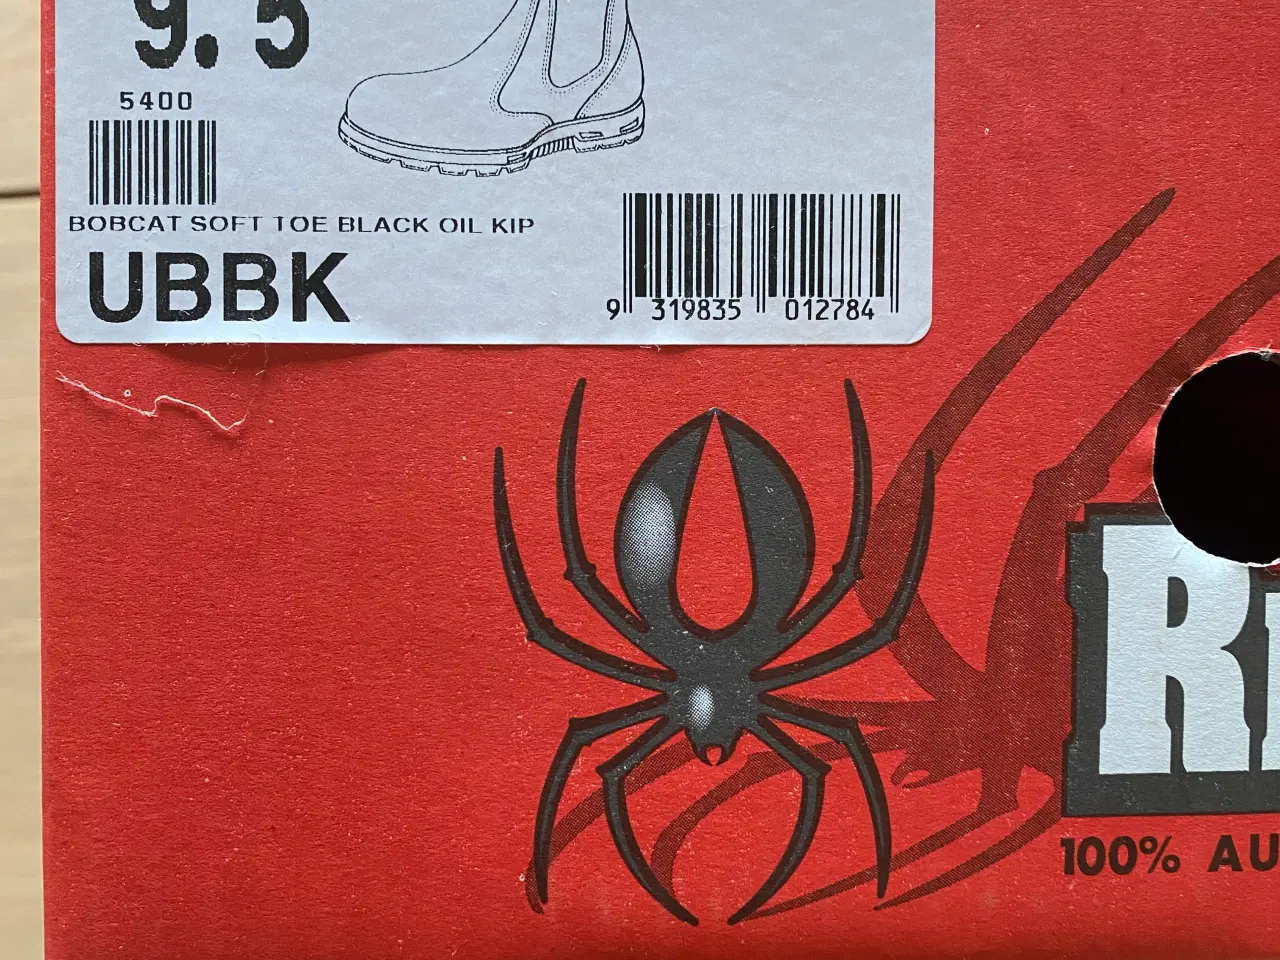 9.5
5400
BOBCAT SOFT TOE BLACK OIL KIP
UBBK
9 319835 012784
R
100% AU